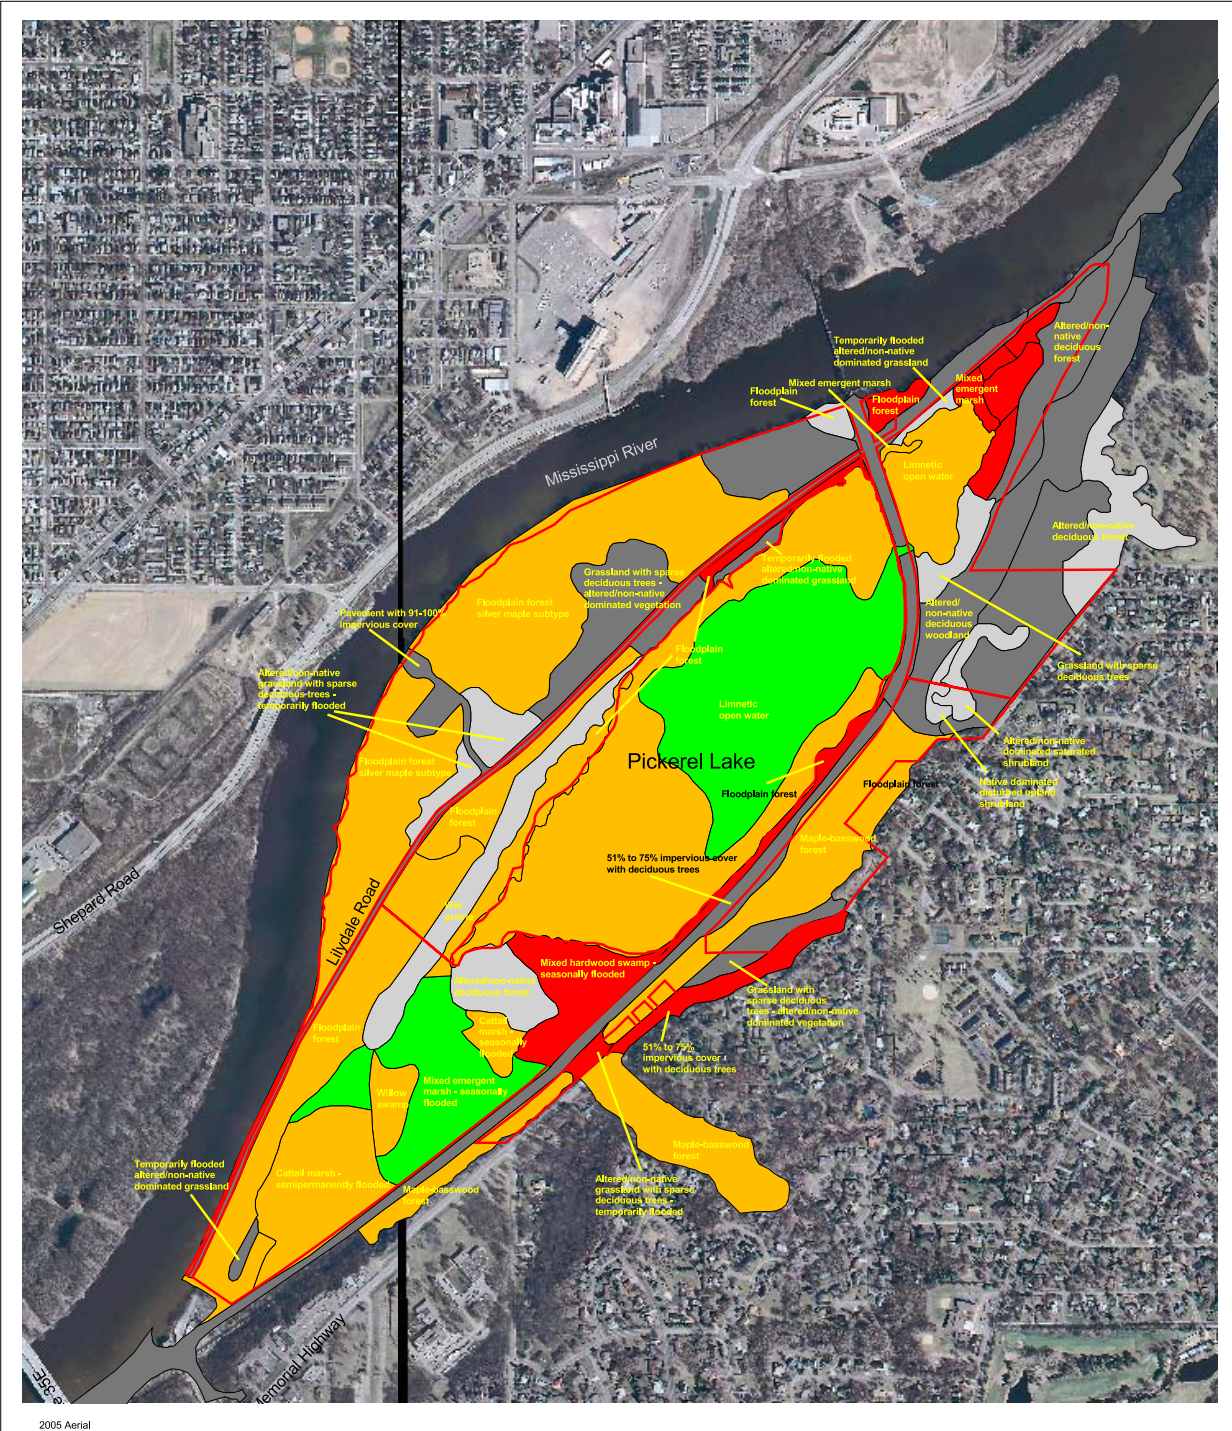 Temporarily flooded
altered/non-native
dominated grassland
Mixed emergent marsh
Floodplain
forest
Floodplain
forest
Mixed
emergent
marsh
Altered/non-
native
deciduous
forest
Mississippi River
Limnetic
open water
Altered/non-native
deciduous forest
Grassland with sparse
deciduous trees -
altered/non-native
dominated vegetation
Temporarily flooded
altered/non-native
dominated grassland
Floodplain forest
silver maple subtype
Pavement with 91-100%
impervious cover
Altered/
non-native
deciduous
woodland
Floodplain
forest
Grassland with sparse
deciduous trees
Altered/non-native
grassland with sparse
deciduous trees -
temporarily flooded
Limnetic
open water
Altered/non-native
dominated saturated
shrubland
Pickerel Lake
Floodplain forest
silver maple subtype
Native dominated
disturbed upland
shrubland
Floodplain forest
Floodplain forest
Floodplain
forest
Maple-basswood
forest
51% to 75% impervious cover
with deciduous trees
Shepard Road
Lilydale Road
Wet
prairie
Mixed hardwood swamp -
seasonally flooded
Altered/non-native
deciduous forest
Grassland with
sparse deciduous
trees - altered/non-native
dominated vegetation
Floodplain
forest
Cattail
marsh -
seasonally
flooded
51% to 75%
impervious cover
with deciduous trees
Mixed emergent
marsh - seasonally
flooded
Willow
swamp
Maple-basswood
forest
Temporarily flooded
altered/non-native
dominated grassland
Cattail marsh -
semipermanently flooded
Maple-basswood
forest
Altered/non-native
grassland with sparse
deciduous trees -
temporarily flooded
Memorial Highway
e 35E
2005 Aerial